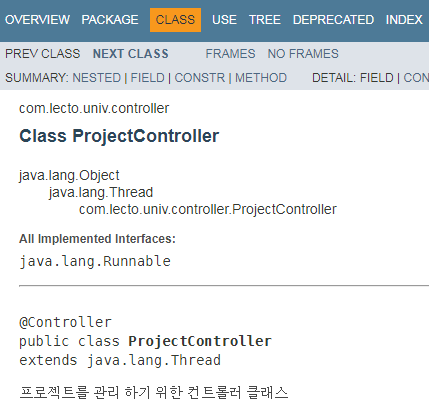 OVERVIEW PACKAGE CLASS USE TREE DEPRECATED INDEX
PREV CLASS NEXT CLASS FRAMES NO FRAMES
SUMMARY: NESTED | FIELD | CONSTR | METHOD DETAIL: FIELD | CON
com.lecto.univ.controller
Class ProjectController
java.lang.Object
java.lang.Thread
com.lecto.univ.controller.ProjectController
All Implemented Interfaces:
java.lang.Runnable
@Controller
public class ProjectController
extends java.lang.Thread
프로젝트를 관리 하기 위한 컨트롤러 클래스